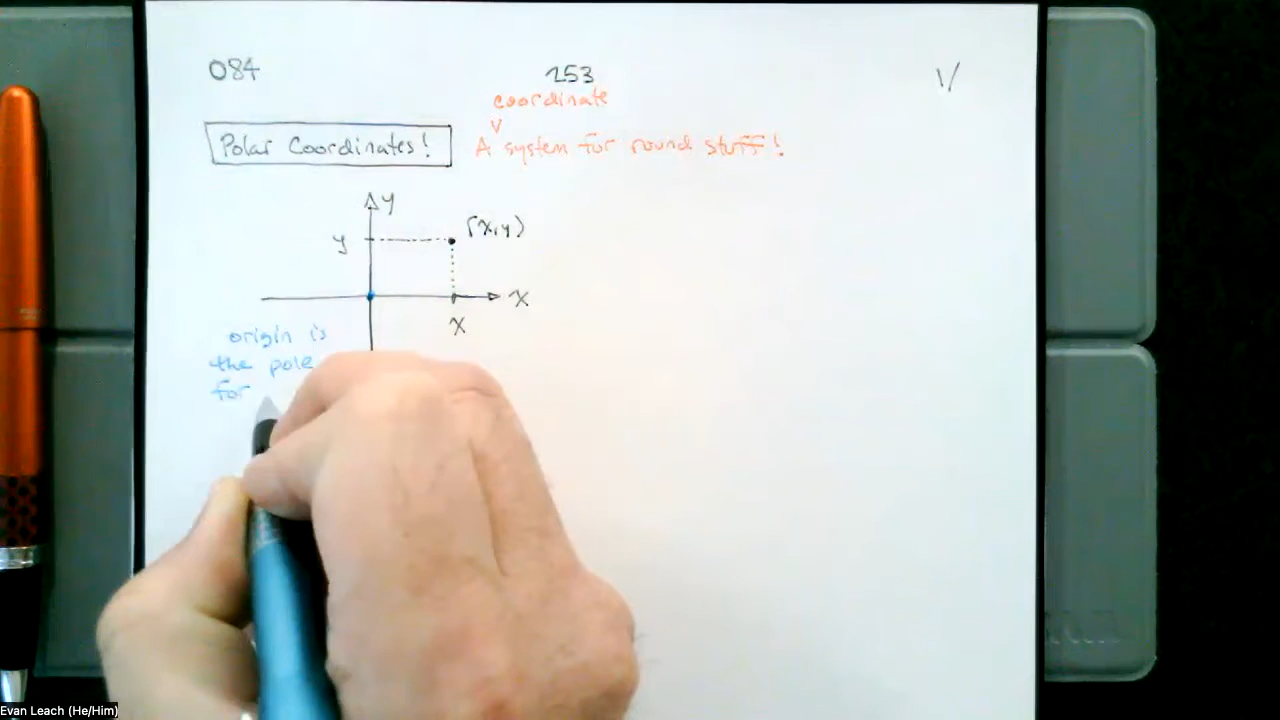 084
253
1/
coordinate
Polar Coordinates!
A system for round stuff!
y
y
(x,y)
x
x
origin is
the pole
for
Evan Leach (He/Him)